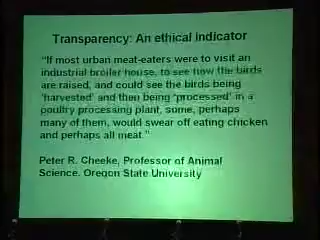 Transparency: An ethical indicator
"If most urban meat-eaters were to visit an
industrial broiler house, to see how the birds
are raised, and could see the birds being
'harvested' and then being 'processed' in a
poultry processing plant, some, perhaps
many of them, would swear off eating chicken
and perhaps all meat."
Peter R. Cheeke, Professor of Animal
Science. Oregon State University